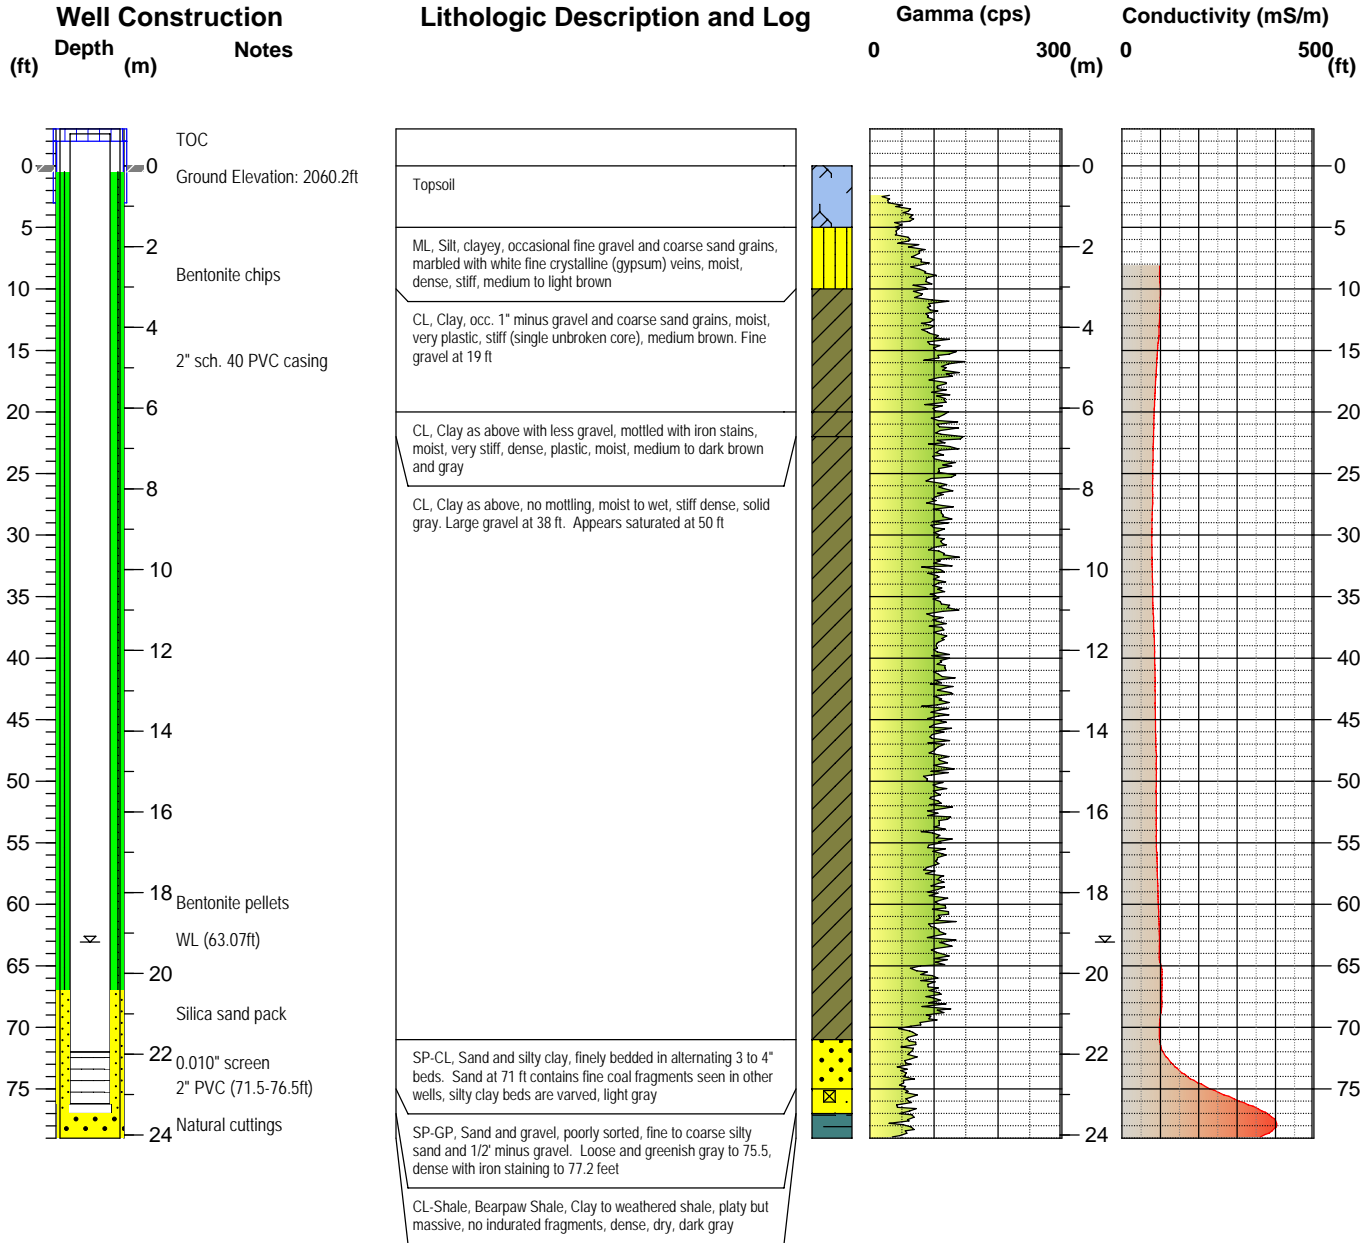 Well Construction
Lithologic Description and Log
Gamma (cps)
Conductivity (mS/m)
Depth
Notes
(ft)
(m)
0
300
(m)
0
500
(ft)
TOC
Ground Elevation: 2060.2ft
Bentonite chips
2" sch. 40 PVC casing
Bentonite pellets
WL (63.07ft)
Silica sand pack
0.010" screen
2" PVC (71.5-76.5ft)
Natural cuttings
0
5
10
15
20
25
30
35
40
45
50
55
60
65
70
75
0
2
4
6
8
10
12
14
16
18
20
22
24
Topsoil
ML, Silt, clayey, occasional fine gravel and coarse sand grains,
marbled with white fine crystalline (gypsum) veins, moist,
dense, stiff, medium to light brown
CL, Clay, occ. 1" minus gravel and coarse sand grains, moist,
very plastic, stiff (single unbroken core), medium brown. Fine
gravel at 19 ft
CL, Clay as above with less gravel, mottled with iron stains,
moist, very stiff, dense, plastic, moist, medium to dark brown
and gray
CL, Clay as above, no mottling, moist to wet, stiff dense, solid
gray. Large gravel at 38 ft. Appears saturated at 50 ft
SP-CL, Sand and silty clay, finely bedded in alternating 3 to 4"
beds. Sand at 71 ft contains fine coal fragments seen in other
wells, silty clay beds are varved, light gray
SP-GP, Sand and gravel, poorly sorted, fine to coarse silty
sand and 1/2' minus gravel. Loose and greenish gray to 75.5,
dense with iron staining to 77.2 feet
CL-Shale, Bearpaw Shale, Clay to weathered shale, platy but
massive, no indurated fragments, dense, dry, dark gray
0
2
4
6
8
10
12
14
16
18
20
22
24
0
5
10
15
20
25
30
35
40
45
50
55
60
65
70
75